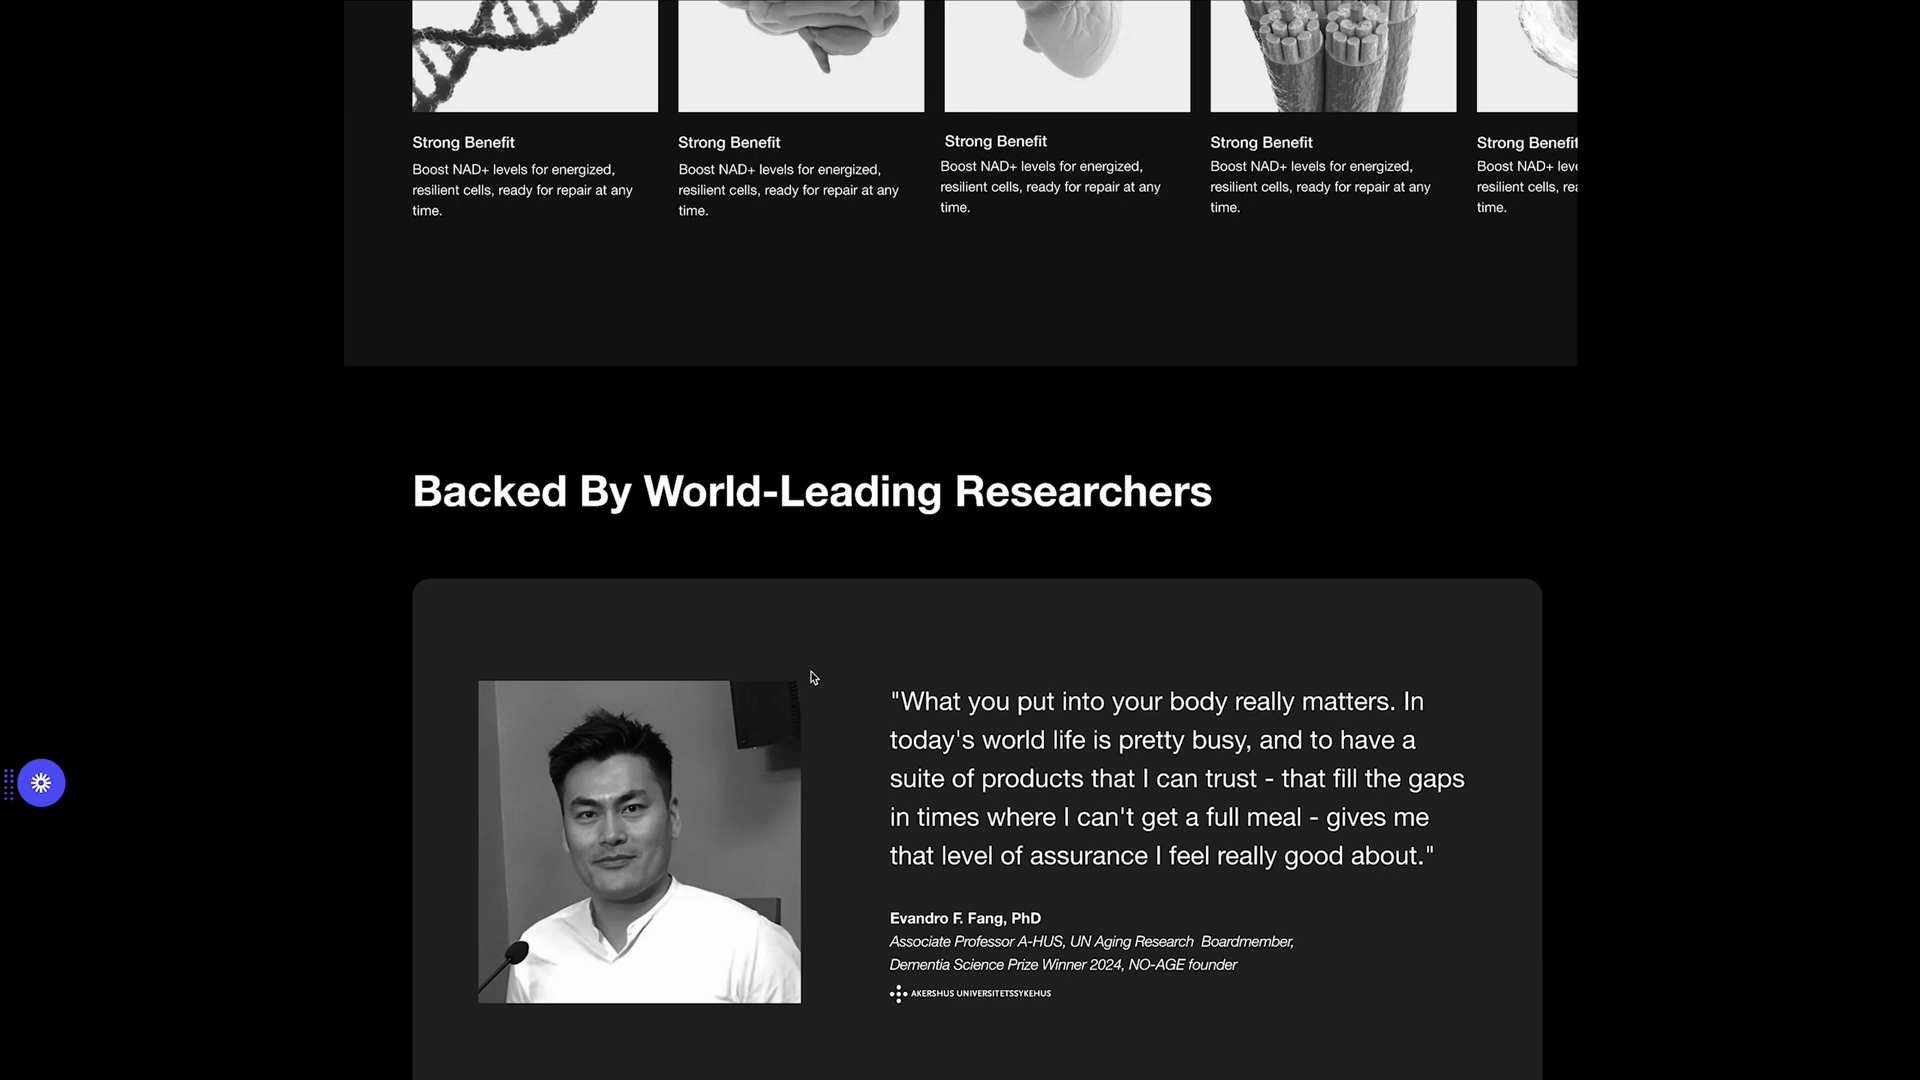 Strong Benefit
Boost NAD+ levels for energized,
resilient cells, ready for repair at any
time.
Strong Benefit
Boost NAD+ levels for energized,
resilient cells, ready for repair at any
time.
Strong Benefit
Boost NAD+ levels for energized,
resilient cells, ready for repair at any
time.
Strong Benefit
Boost NAD+ levels for energized,
resilient cells, ready for repair at any
time.
Strong Benefit
Boost NAD+
resilient cells,
time.
Backed By World-Leading Researchers
"What you put into your body really matters. In
today's world life is pretty busy, and to have a
suite of products that I can trust - that fill the gaps
in times where I can't get a full meal - gives me
that level of assurance I feel really good about."
Evandro F. Fang, PhD
Associate Professor A-HUS, UN Aging Research Boardmember,
Dementia Science Prize Winner 2024, NO-AGE founder
AKERSHUS UNIVERSITETSSYKEHUS